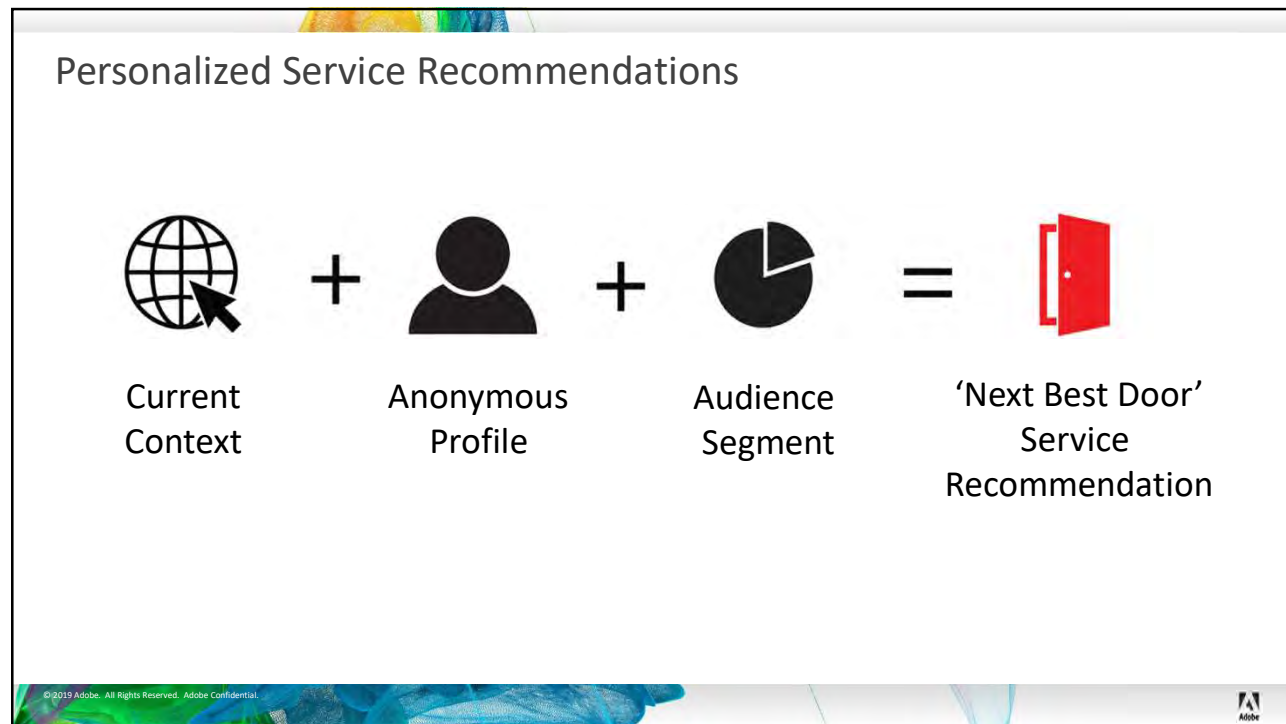 Personalized Service Recommendations
+ + =
Current
Context
Anonymous
Profile
Audience
Segment
‘Next Best Door’
Service
Recommendation
© 2019 Adobe. All Rights Reserved. Adobe Confidential.
Adobe